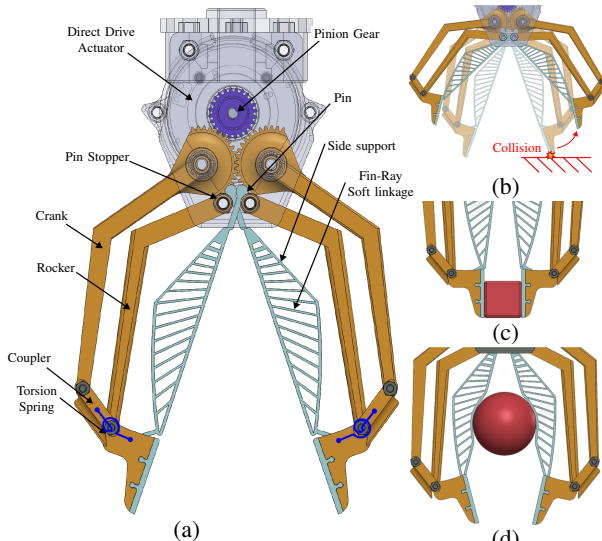 Direct Drive
Actuator
Pinion Gear
Pin
Pin Stopper
Side support
Fin-Ray
Soft linkage
Crank
Rocker
Coupler
Torsion
Spring
(a)
Collision
(b)
(c)
(d)